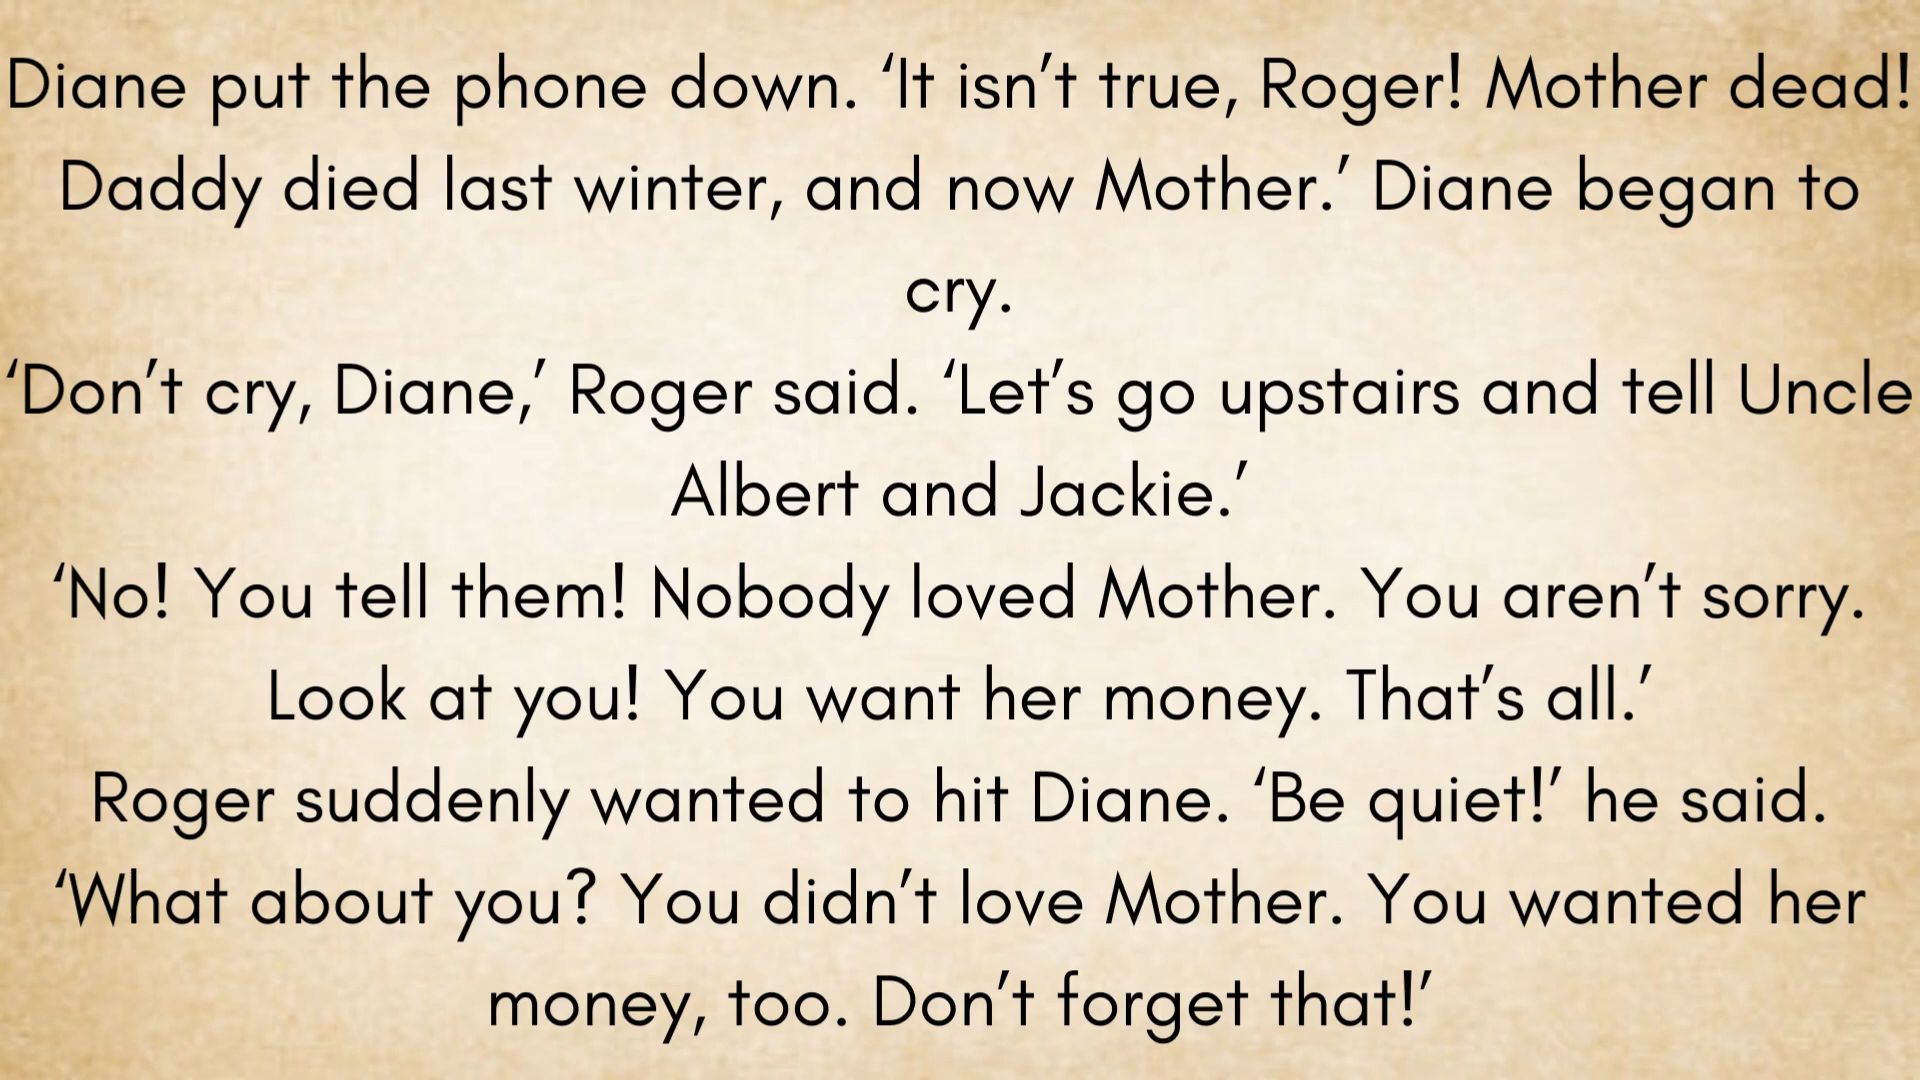 Diane put the phone down. ‘It isn’t true, Roger! Mother dead!
Daddy died last winter, and now Mother.’ Diane began to
cry.
‘Don’t cry, Diane,’ Roger said. ‘Let’s go upstairs and tell Uncle
Albert and Jackie.’
‘No! You tell them! Nobody loved Mother. You aren’t sorry.
Look at you! You want her money. That’s all.’
Roger suddenly wanted to hit Diane. ‘Be quiet!’ he said.
‘What about you? You didn’t love Mother. You wanted her
money, too. Don’t forget that!’